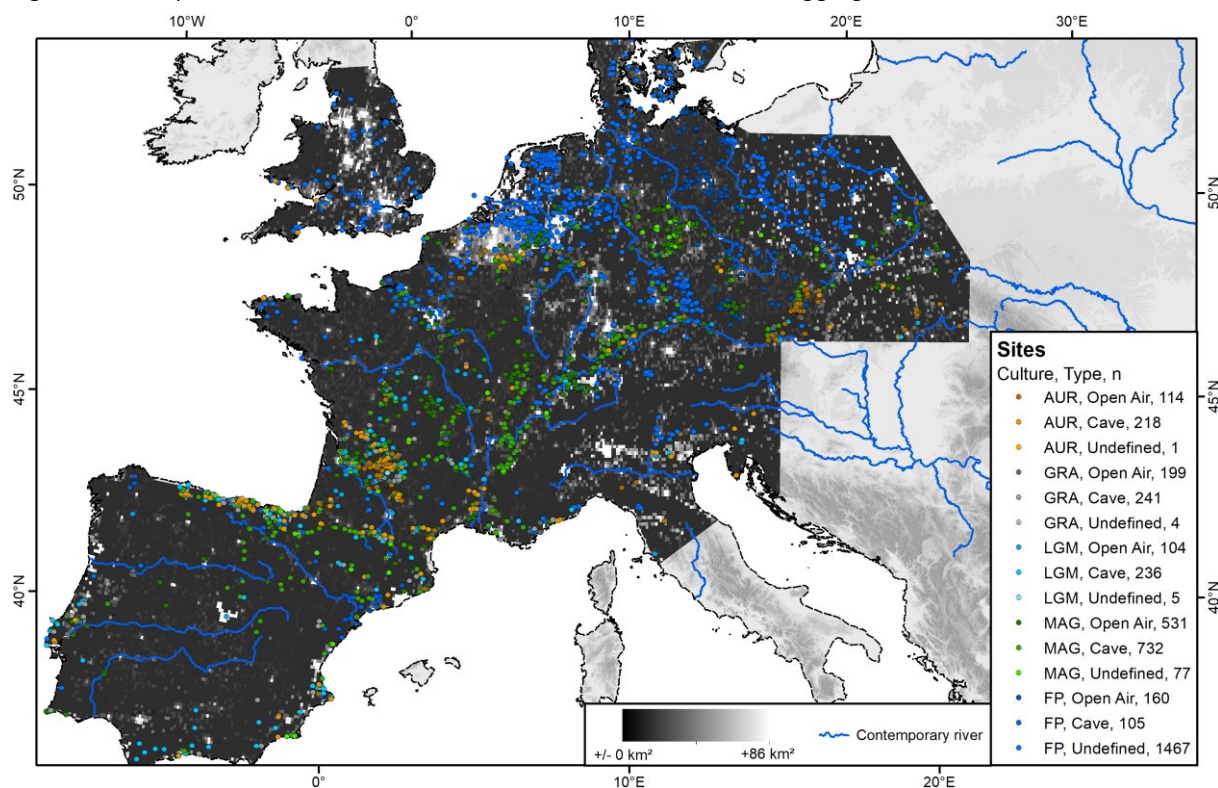 10°W 0° 10°E 20°E 30°E
50°N 50°N
45°N 45°N
40°N 40°N
Sites
Culture, Type, n
AUR, Open Air, 114
AUR, Cave, 218
AUR, Undefined, 1
GRA, Open Air, 199
GRA, Cave, 241
GRA, Undefined, 4
LGM, Open Air, 104
LGM, Cave, 236
LGM, Undefined, 5
MAG, Open Air, 531
MAG, Cave, 732
MAG, Undefined, 77
FP, Open Air, 160
FP, Cave, 105
FP, Undefined, 1467
Contemporary river
+/- 0 km² +86 km²
0° 10°E 20°E